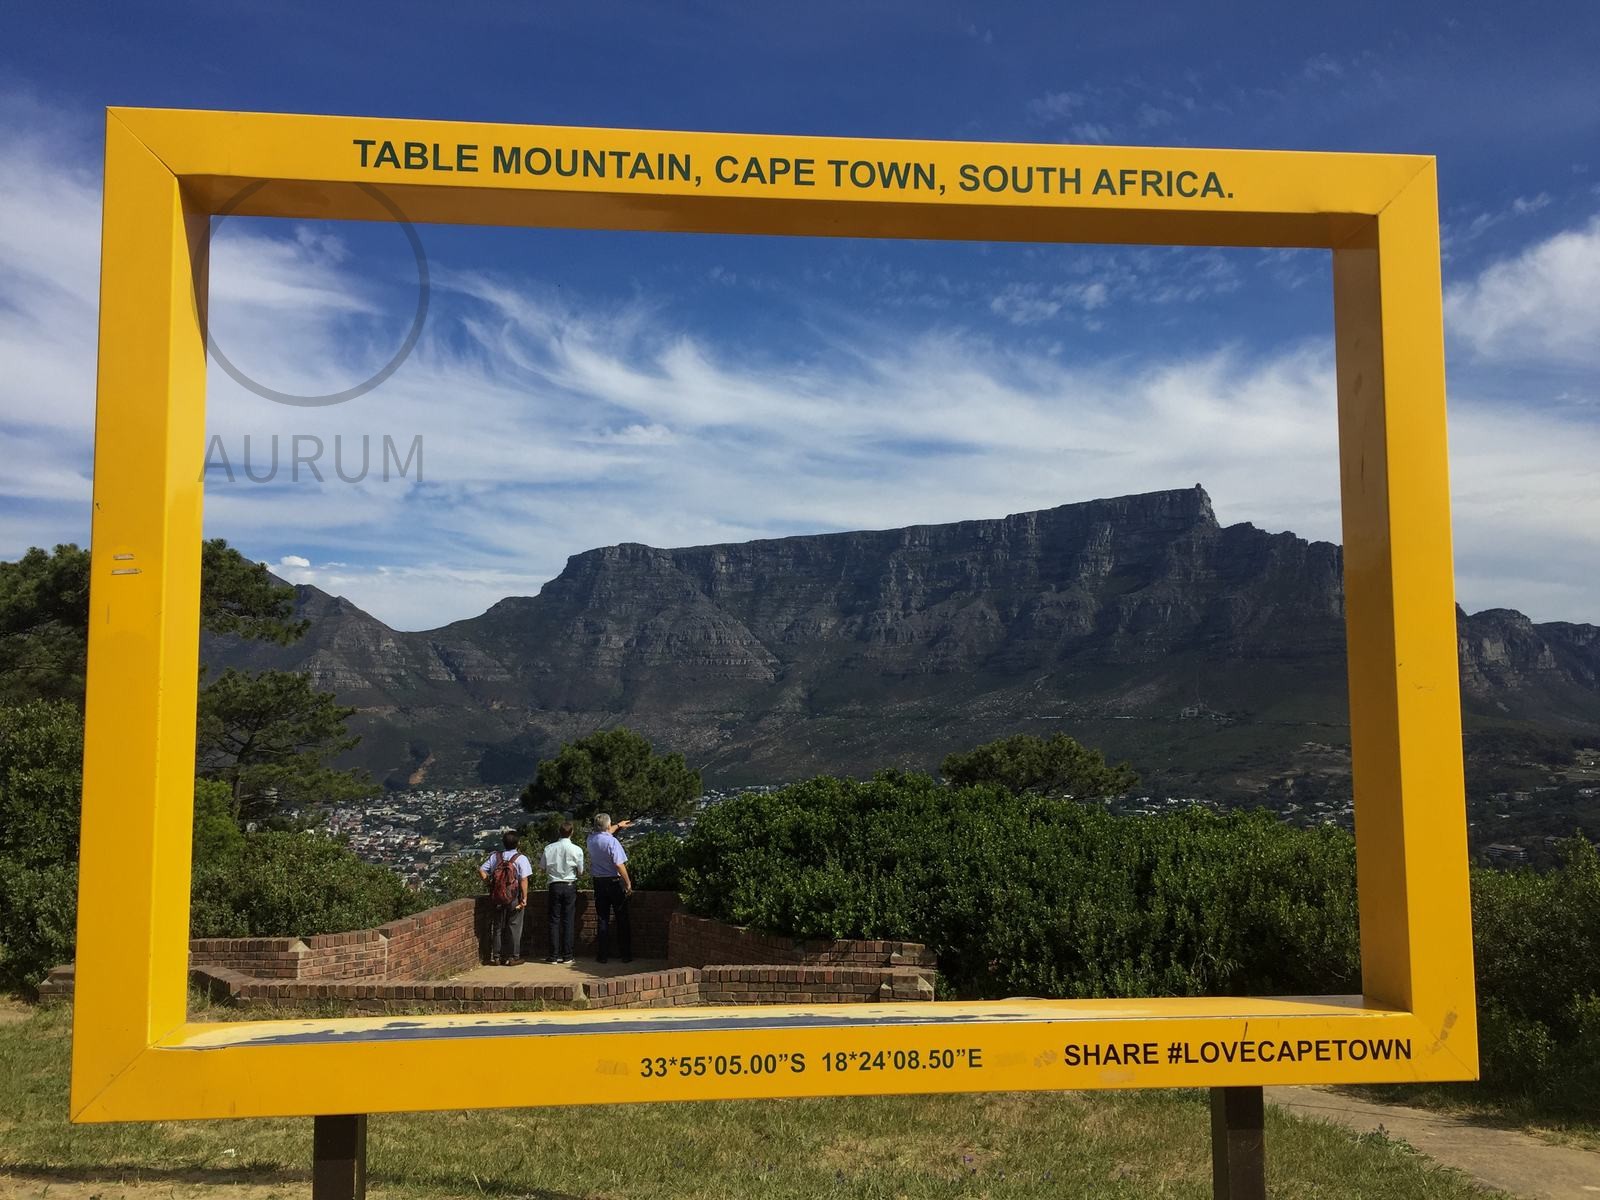 TABLE MOUNTAIN, CAPE TOWN, SOUTH AFRICA.
AURUM
33*55’05.00”S 18*24’08.50”E
SHARE #LOVECAPETOWN